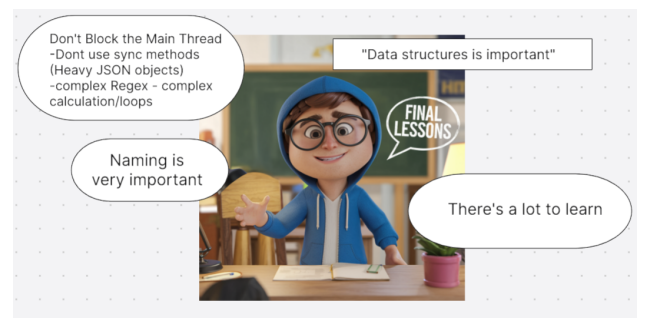 Don't Block the Main Thread
-Dont use sync methods
(Heavy JSON objects)
-complex Regex - complex
calculation/loops
"Data structures is important"
FINAL
LESSONS
Naming is
very important
There's a lot to learn